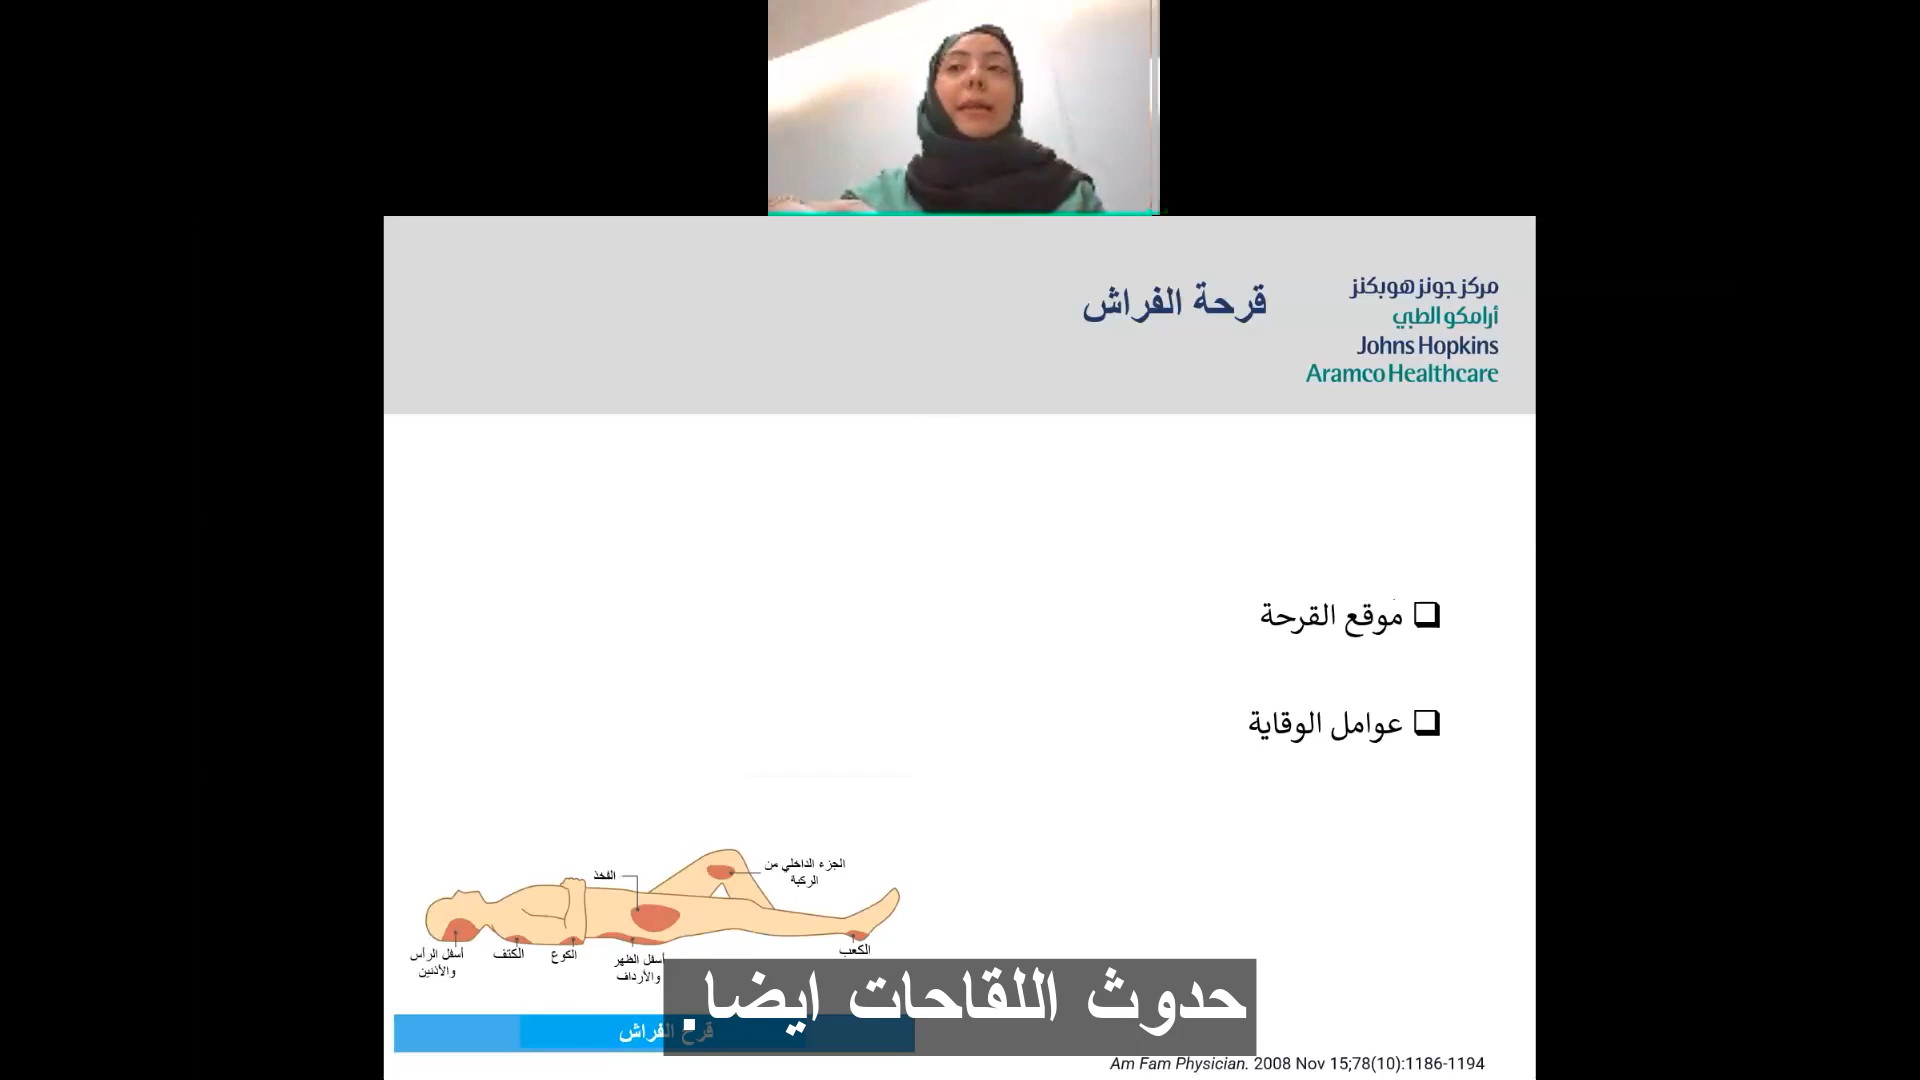 مركز جونز هوبكنز
أرامكو الطبي
Johns Hopkins
Aramco Healthcare
قرحة الفراش
موقع القرحة
عوامل الوقاية
الجزء الداخلي من
الركبة
الفخذ
أسفل الرأس
والأذنين
الكتف
الكوع
أسفل الظهر
والأرداف
الكعب
قرح الفراش
حدوث اللقاحات ايضا.
Am Fam Physician. 2008 Nov 15;78(10):1186-1194